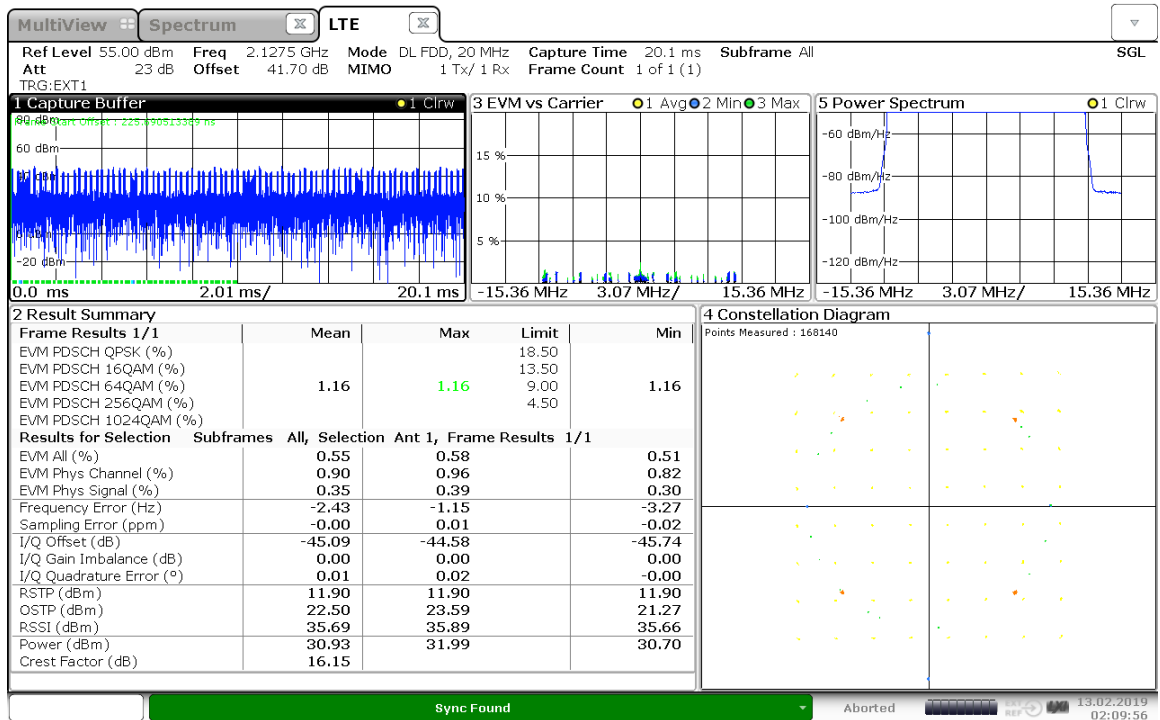 MultiView Spectrum LTE
Ref Level 55.00 dBm Freq 2.1275 GHz Mode DL FDD, 20 MHz Capture Time 20.1 ms Subframe All SGL
Att 23 dB Offset 41.70 dB MIMO 1 Tx/ 1 Rx Frame Count 1 of 1 (1)
TRG:EXT1
1 Capture Buffer 1 Clrw
80 dBm
Frame Start Offset : 225.690513389 ns
60 dBm
-20 dBm
0.0 ms 2.01 ms/ 20.1 ms
3 EVM vs Carrier 1 Avg 2 Min 3 Max
15 %
10 %
5 %
-15.36 MHz 3.07 MHz/ 15.36 MHz
5 Power Spectrum 1 Clrw
-60 dBm/Hz
-80 dBm/Hz
-100 dBm/Hz
-120 dBm/Hz
-15.36 MHz 3.07 MHz/ 15.36 MHz
2 Result Summary
Frame Results 1/1 Mean Max Limit Min
EVM PDSCH QPSK (%) 18.50
EVM PDSCH 16QAM (%) 13.50
EVM PDSCH 64QAM (%) 1.16 1.16 9.00 1.16
EVM PDSCH 256QAM (%) 4.50
EVM PDSCH 1024QAM (%)
Results for Selection Subframes All, Selection Ant 1, Frame Results 1/1
EVM All (%) 0.55 0.58 0.51
EVM Phys Channel (%) 0.90 0.96 0.82
EVM Phys Signal (%) 0.35 0.39 0.30
Frequency Error (Hz) -2.43 -1.15 -3.27
Sampling Error (ppm) -0.00 0.01 -0.02
I/Q Offset (dB) -45.09 -44.58 -45.74
I/Q Gain Imbalance (dB) 0.00 0.00 0.00
I/Q Quadrature Error (°) 0.01 0.02 -0.00
RSTP (dBm) 11.90 11.90 11.90
OSTP (dBm) 22.50 23.59 21.27
RSSI (dBm) 35.69 35.89 35.66
Power (dBm) 30.93 31.99 30.70
Crest Factor (dB) 16.15
4 Constellation Diagram
Points Measured : 168140
Sync Found
Aborted
EXT
REF
13.02.2019
02:09:56